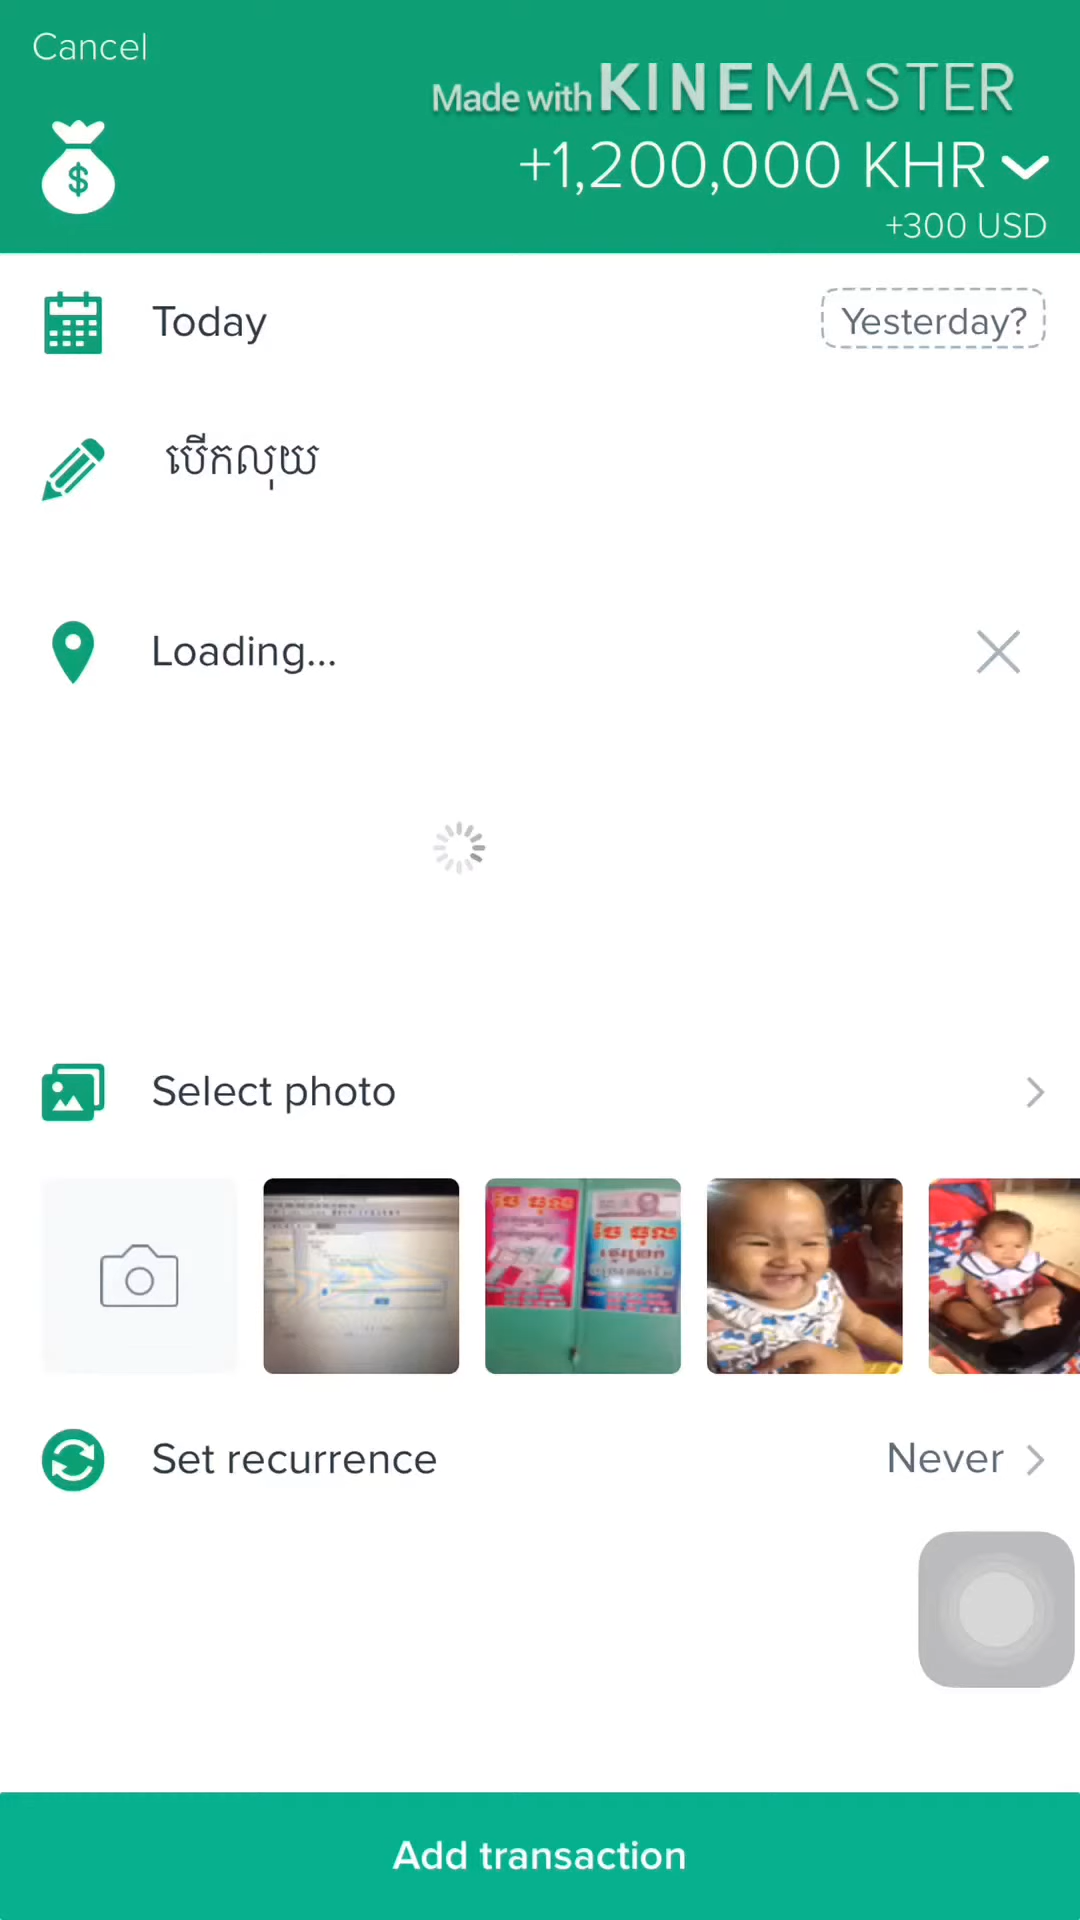 Cancel
Made with KINEMASTER
+1,200,000 KHR
+300 USD
Today
Yesterday?
បើកលុយ
Loading...
Select photo
Set recurrence
Never
Add transaction